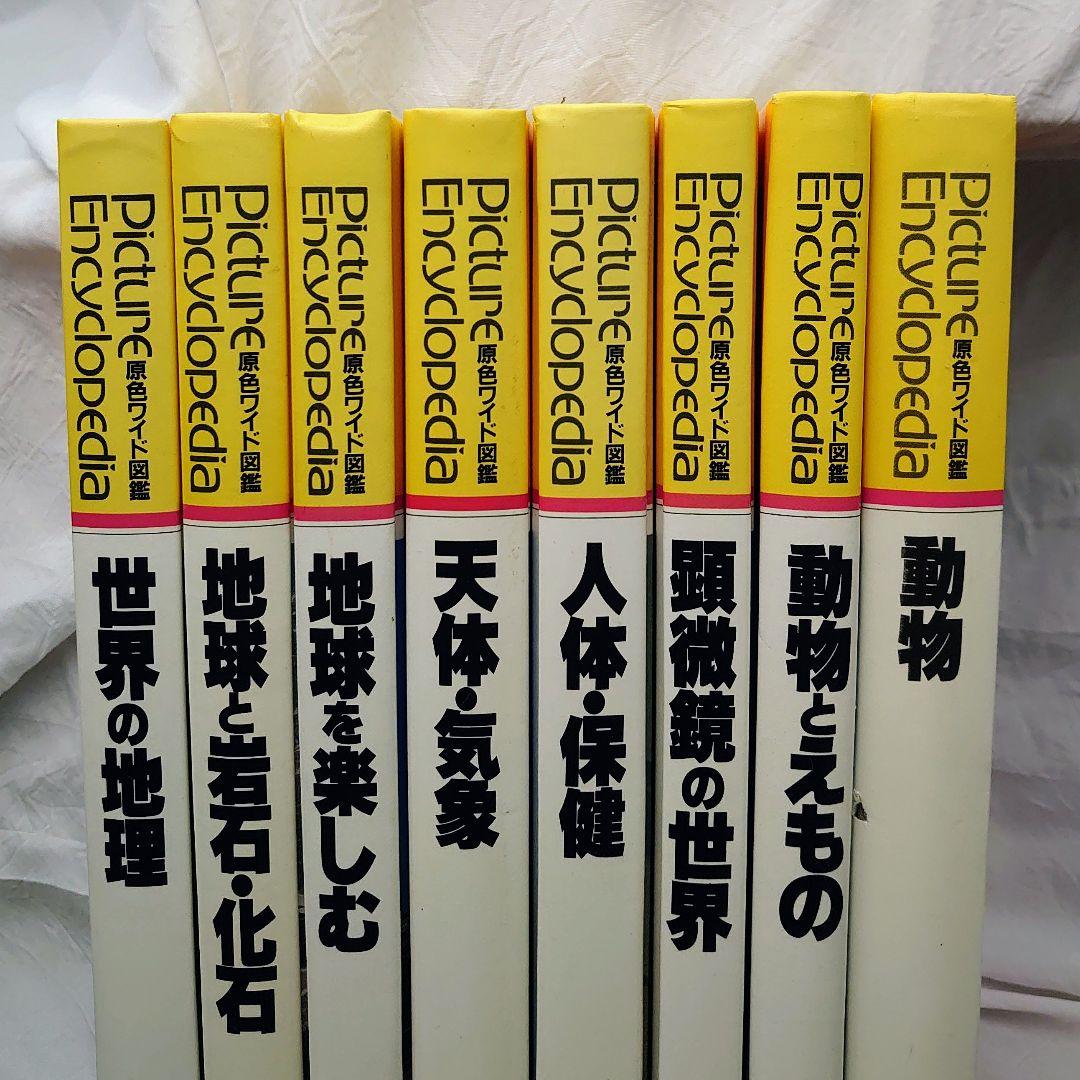 Picture
Encyclopedia
原色ワイド図鑑
世界の地理
Picture
Encyclopedia
原色ワイド図鑑
地球と岩石・化石
Picture
Encyclopedia
原色ワイド図鑑
地球を楽しむ
Picture
Encyclopedia
原色ワイド図鑑
天体・気象
Picture
Encyclopedia
原色ワイド図鑑
人体・保健
Picture
Encyclopedia
原色ワイド図鑑
顕微鏡の世界
Picture
Encyclopedia
原色ワイド図鑑
動物とえもの
Picture
Encyclopedia
原色ワイド図鑑
動物